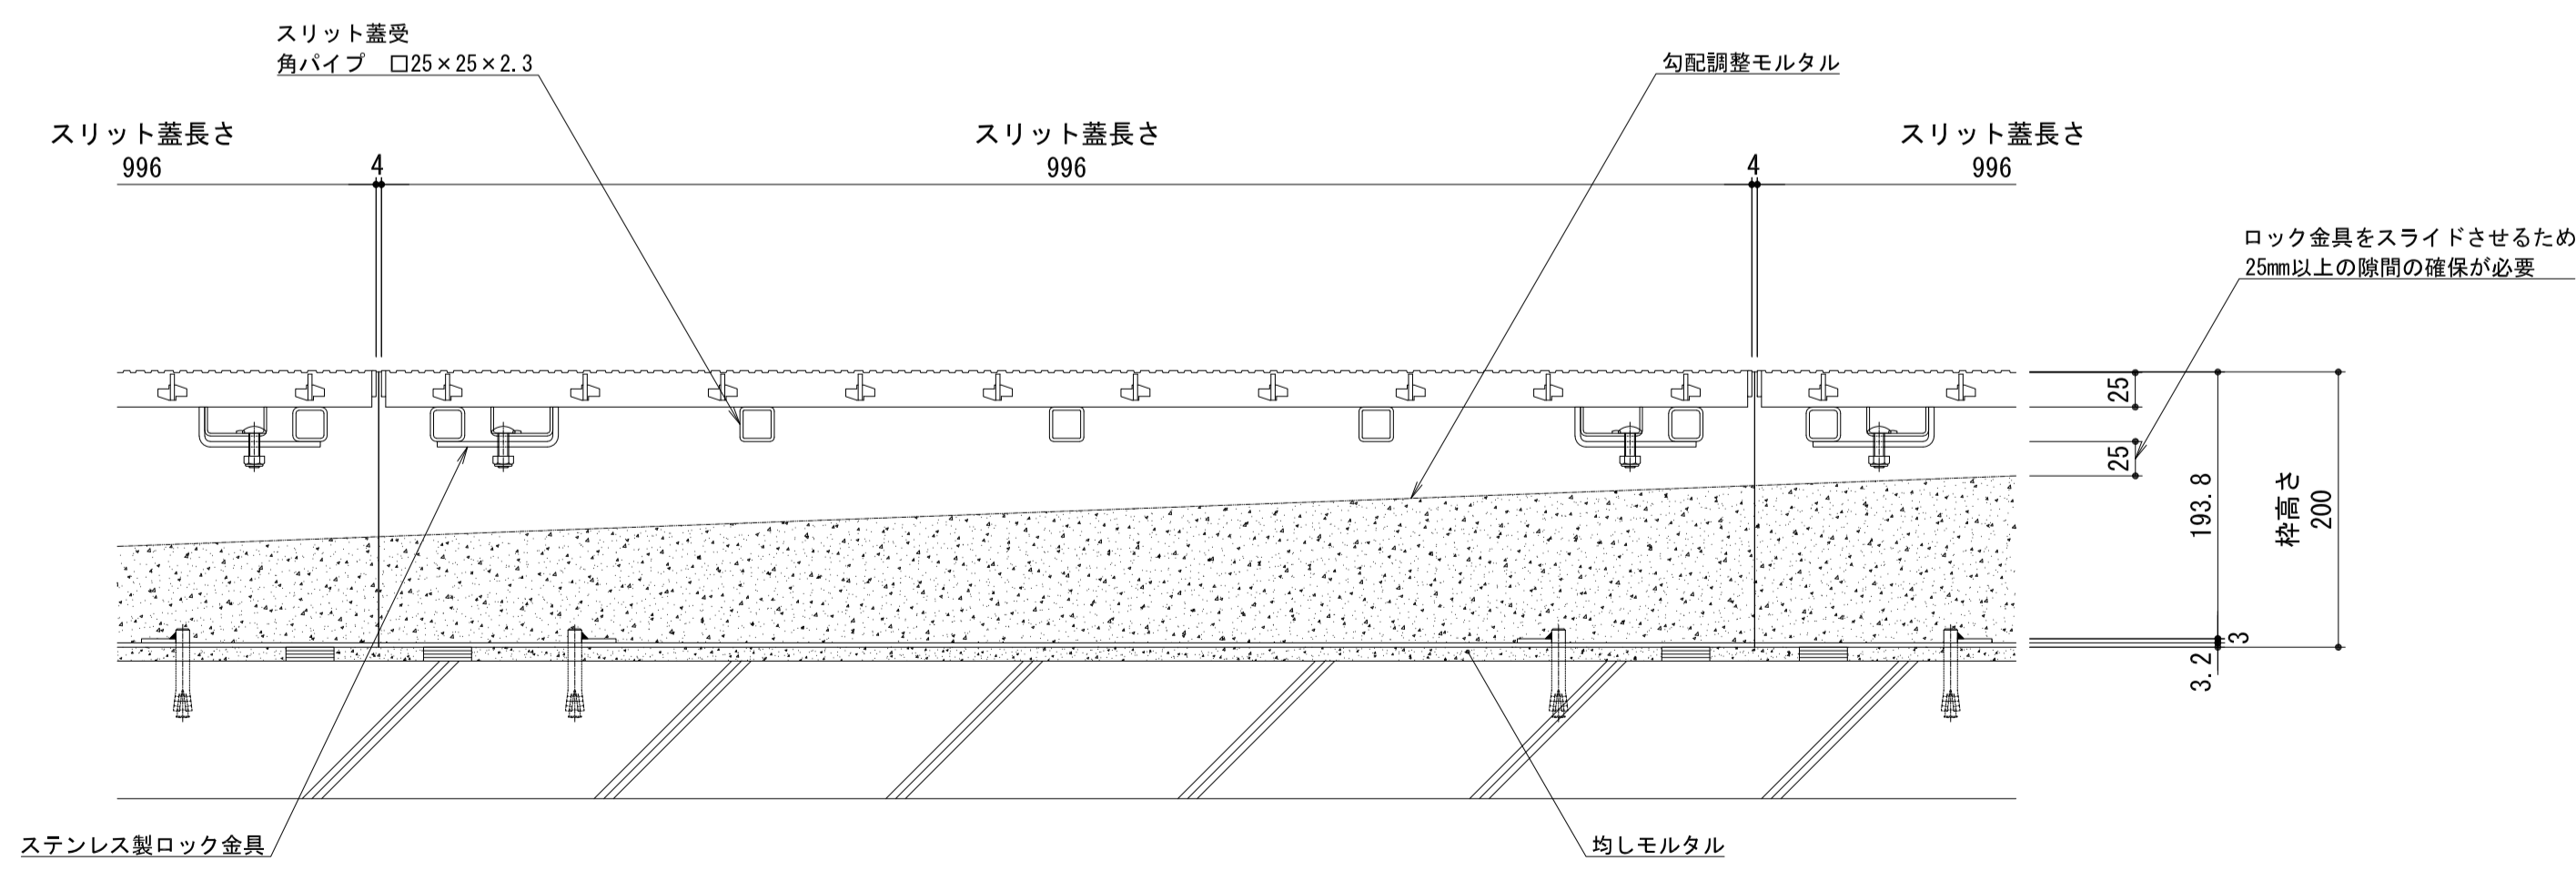 スリット蓋受
角パイプ　□25×25×2.3
勾配調整モルタル
スリット蓋長さ
996
4
スリット蓋長さ
996
4
スリット蓋長さ
996
ロック金具をスライドさせるため
25mm以上の隙間の確保が必要
25
25
193.8
枠高さ
200
3
3.2
ステンレス製ロック金具
均しモルタル